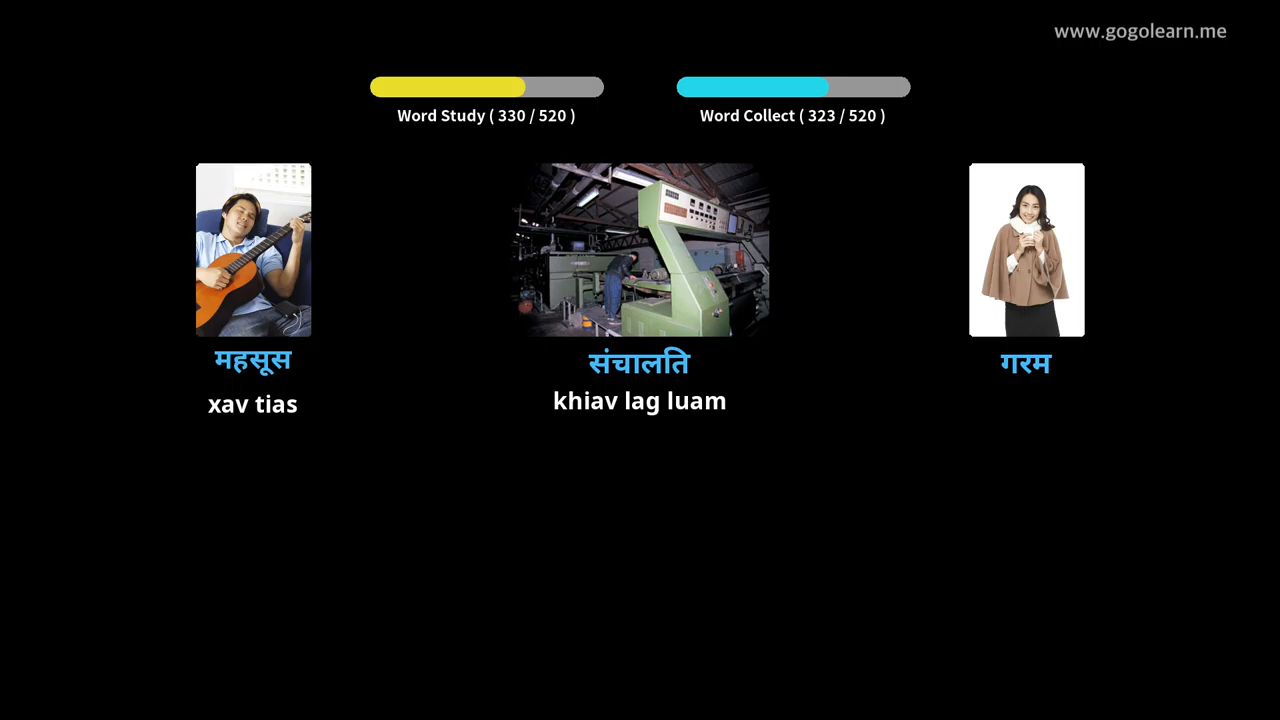 www.gogolearn.me
Word Study ( 330 / 520 )
Word Collect ( 323 / 520 )
महसूस
संचालति
गरम
xav tias
khiav lag luam